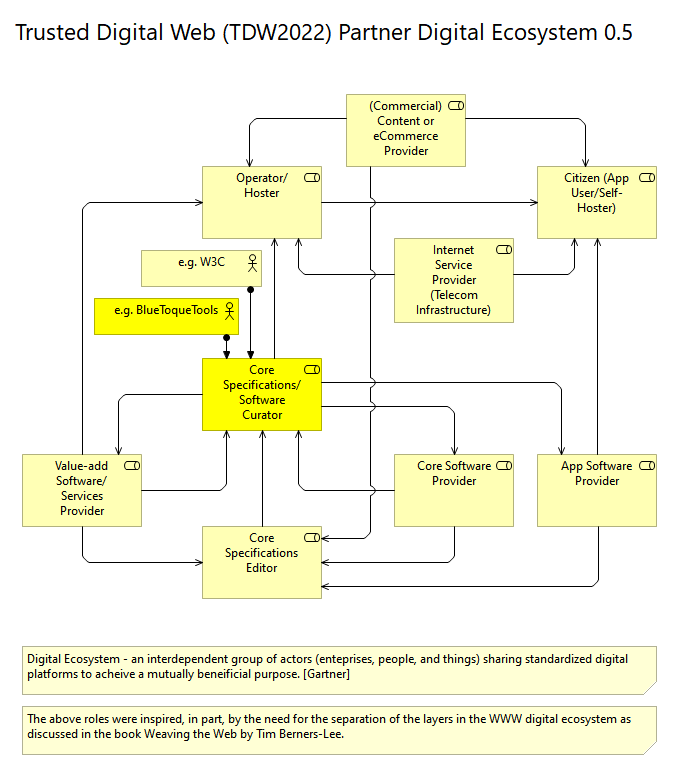 Trusted Digital Web (TDW2022) Partner Digital Ecosystem 0.5
(Commercial)
Content or
eCommerce
Provider
Operator/
Hoster
Citizen (App
User/Self-
Hoster)
Internet
Service
Provider
(Telecom
Infrastructure)
e.g. W3C
e.g. BlueToqueTools
Core
Specifications/
Software
Curator
Value-add
Software/
Services
Provider
Core Software
Provider
App Software
Provider
Core
Specifications
Editor
Digital Ecosystem - an interdependent group of actors (enteprises, people, and things) sharing standardized digital
platforms to acheive a mutually beneificial purpose. [Gartner]
The above roles were inspired, in part, by the need for the separation of the layers in the WWW digital ecosystem as
discussed in the book Weaving the Web by Tim Berners-Lee.